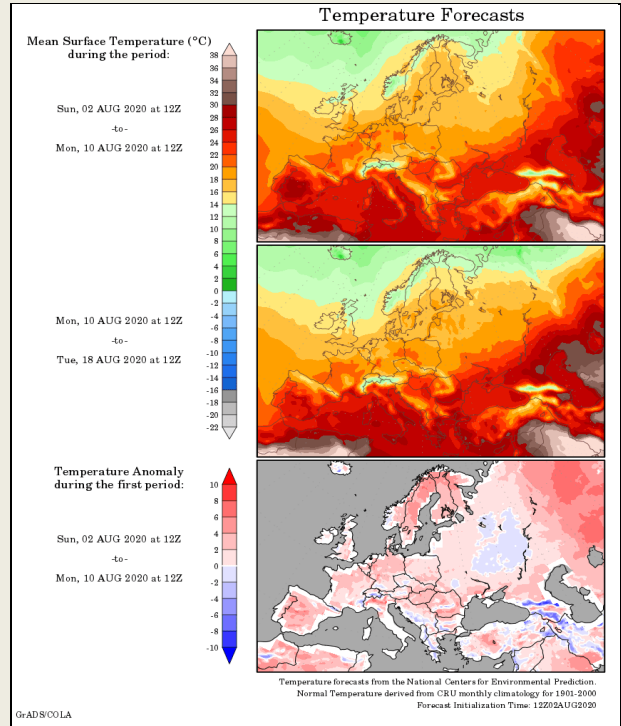 Temperature Forecasts
Mean Surface Temperature (°C)
during the period:
Sun, 02 AUG 2020 at 12Z
-to-
Mon, 10 AUG 2020 at 12Z
38
36
34
32
30
28
26
24
22
20
18
16
14
12
10
8
6
4
2
0
-2
-4
-6
-8
-10
-12
-14
-16
-18
-20
-22
Mon, 10 AUG 2020 at 12Z
-to-
Tue, 18 AUG 2020 at 12Z
Temperature Anomaly
during the first period:
Sun, 02 AUG 2020 at 12Z
-to-
Mon, 10 AUG 2020 at 12Z
10
8
6
4
2
0
-2
-4
-6
-8
-10
Temperature forecasts from the National Centers for Environmental Prediction.
Normal Temperature derived from CRU monthly climatology for 1901-2000
Forecast Initialization Time: 12Z02AUG2020
GrADS/COLA